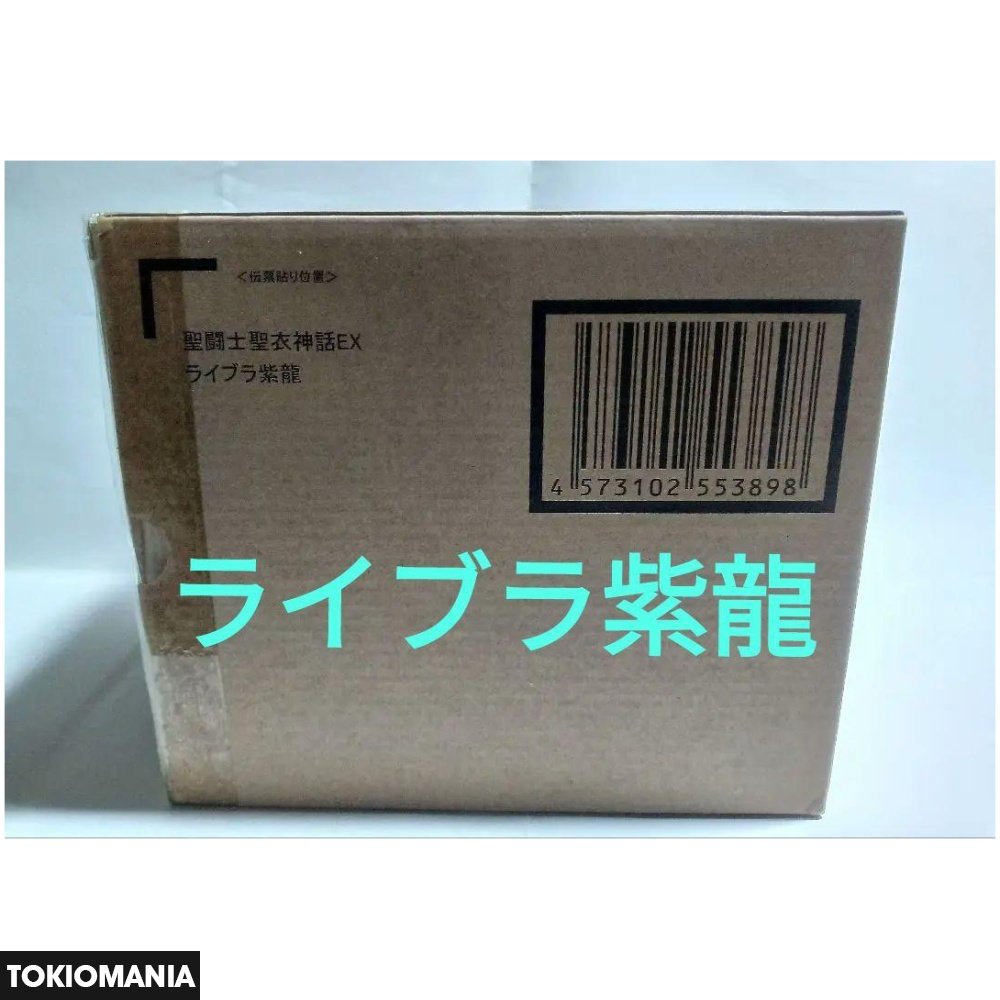 <伝票貼り位置>
聖闘士聖衣神話EX
ライブラ紫龍
4 573102 553898
ライブラ紫龍
TOKIOMANIA